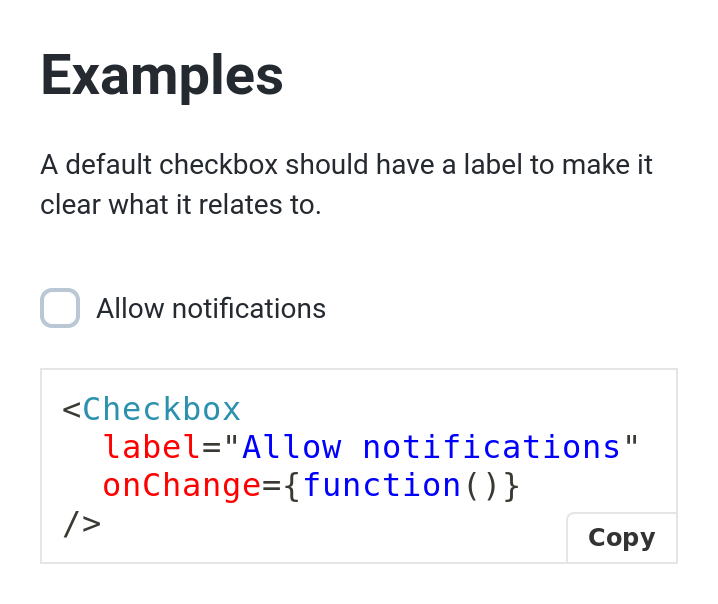 Examples
A default checkbox should have a label to make it
clear what it relates to.
Allow notifications
<Checkbox
  label="Allow notifications"
  onChange={function()}
/>
Copy